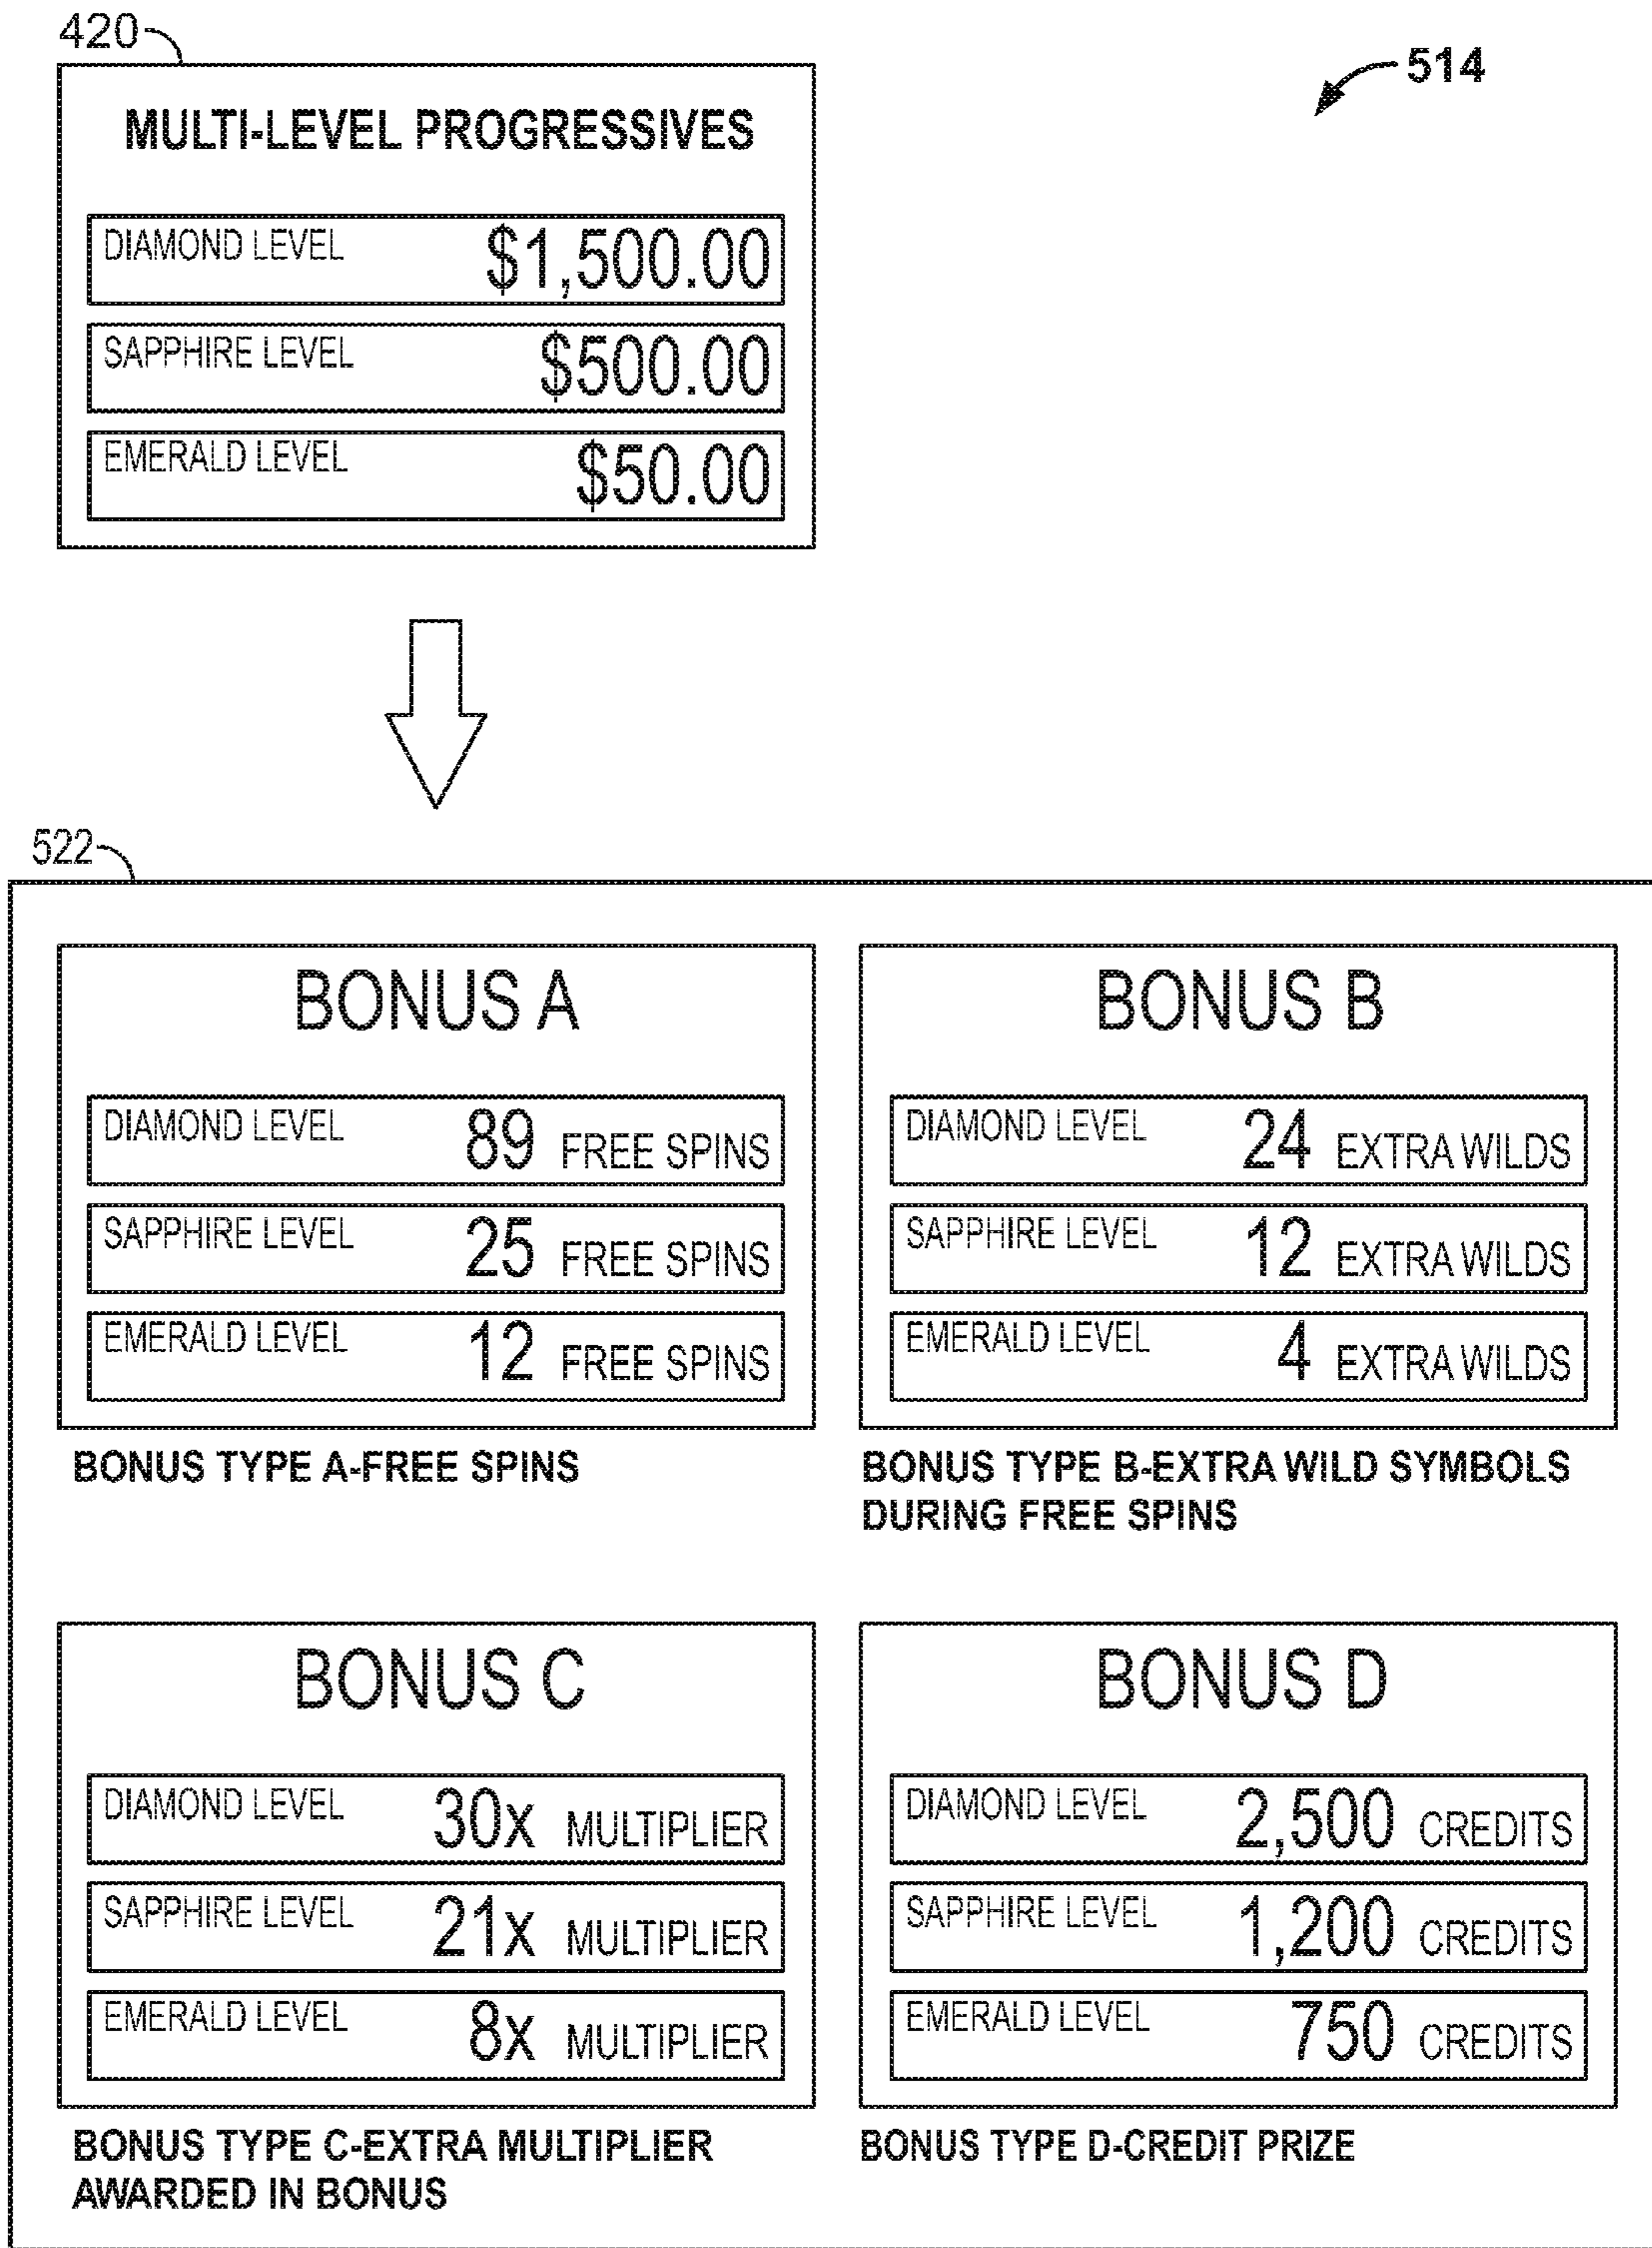 420
514
MULTI-LEVEL PROGRESSIVES
DIAMOND LEVEL $1,500.00
SAPPHIRE LEVEL $500.00
EMERALD LEVEL $50.00
522
BONUS A
DIAMOND LEVEL 89 FREE SPINS
SAPPHIRE LEVEL 25 FREE SPINS
EMERALD LEVEL 12 FREE SPINS
BONUS TYPE A-FREE SPINS
BONUS B
DIAMOND LEVEL 24 EXTRA WILDS
SAPPHIRE LEVEL 12 EXTRA WILDS
EMERALD LEVEL 4 EXTRA WILDS
BONUS TYPE B-EXTRA WILD SYMBOLS
DURING FREE SPINS
BONUS C
DIAMOND LEVEL 30x MULTIPLIER
SAPPHIRE LEVEL 21x MULTIPLIER
EMERALD LEVEL 8x MULTIPLIER
BONUS TYPE C-EXTRA MULTIPLIER
AWARDED IN BONUS
BONUS D
DIAMOND LEVEL 2,500 CREDITS
SAPPHIRE LEVEL 1,200 CREDITS
EMERALD LEVEL 750 CREDITS
BONUS TYPE D-CREDIT PRIZE